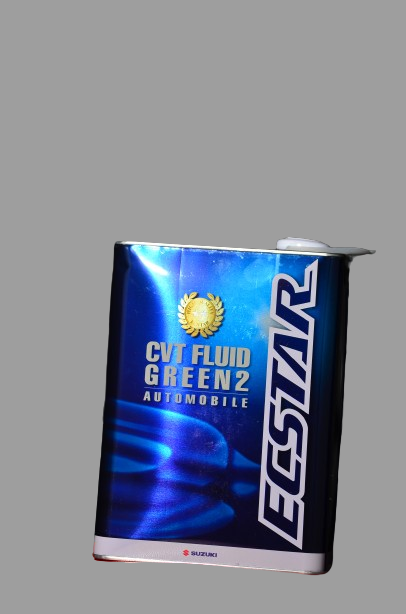 CVT FLUID
GREEN2
AUTOMOBILE
ECSTAR
SUZUKI